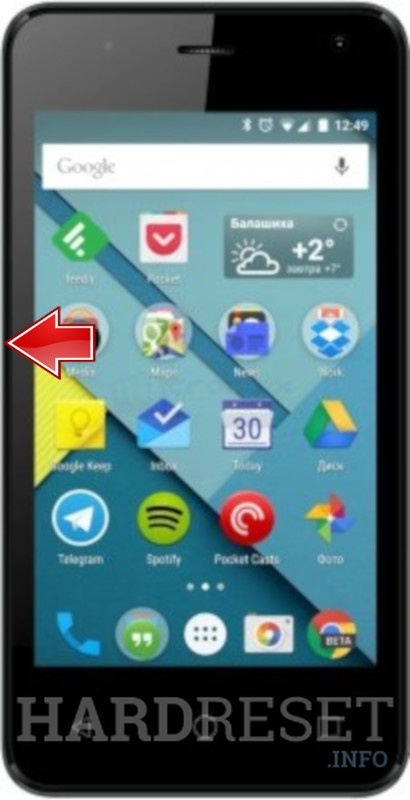 12:49
Google
Балашиха
+2°
завтра +7°
feedly
Pocket
Media
Maps
News
Work
30
Google Keep
Inbox
Today
Диск
Telegram
Spotify
Pocket Casts
Фото
BETA
HARDRESET
.INFO